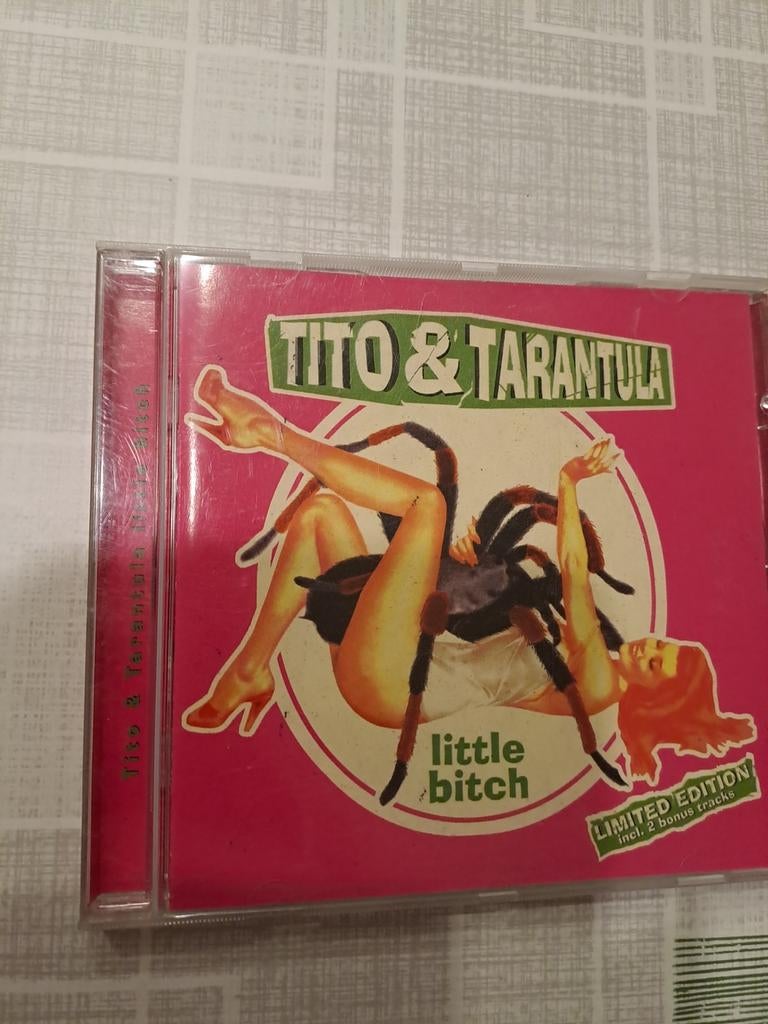 TITO & TARANTULA
little
bitch
LIMITED EDITION
incl. 2 bonus tracks
Tito & Tarantula little bitch